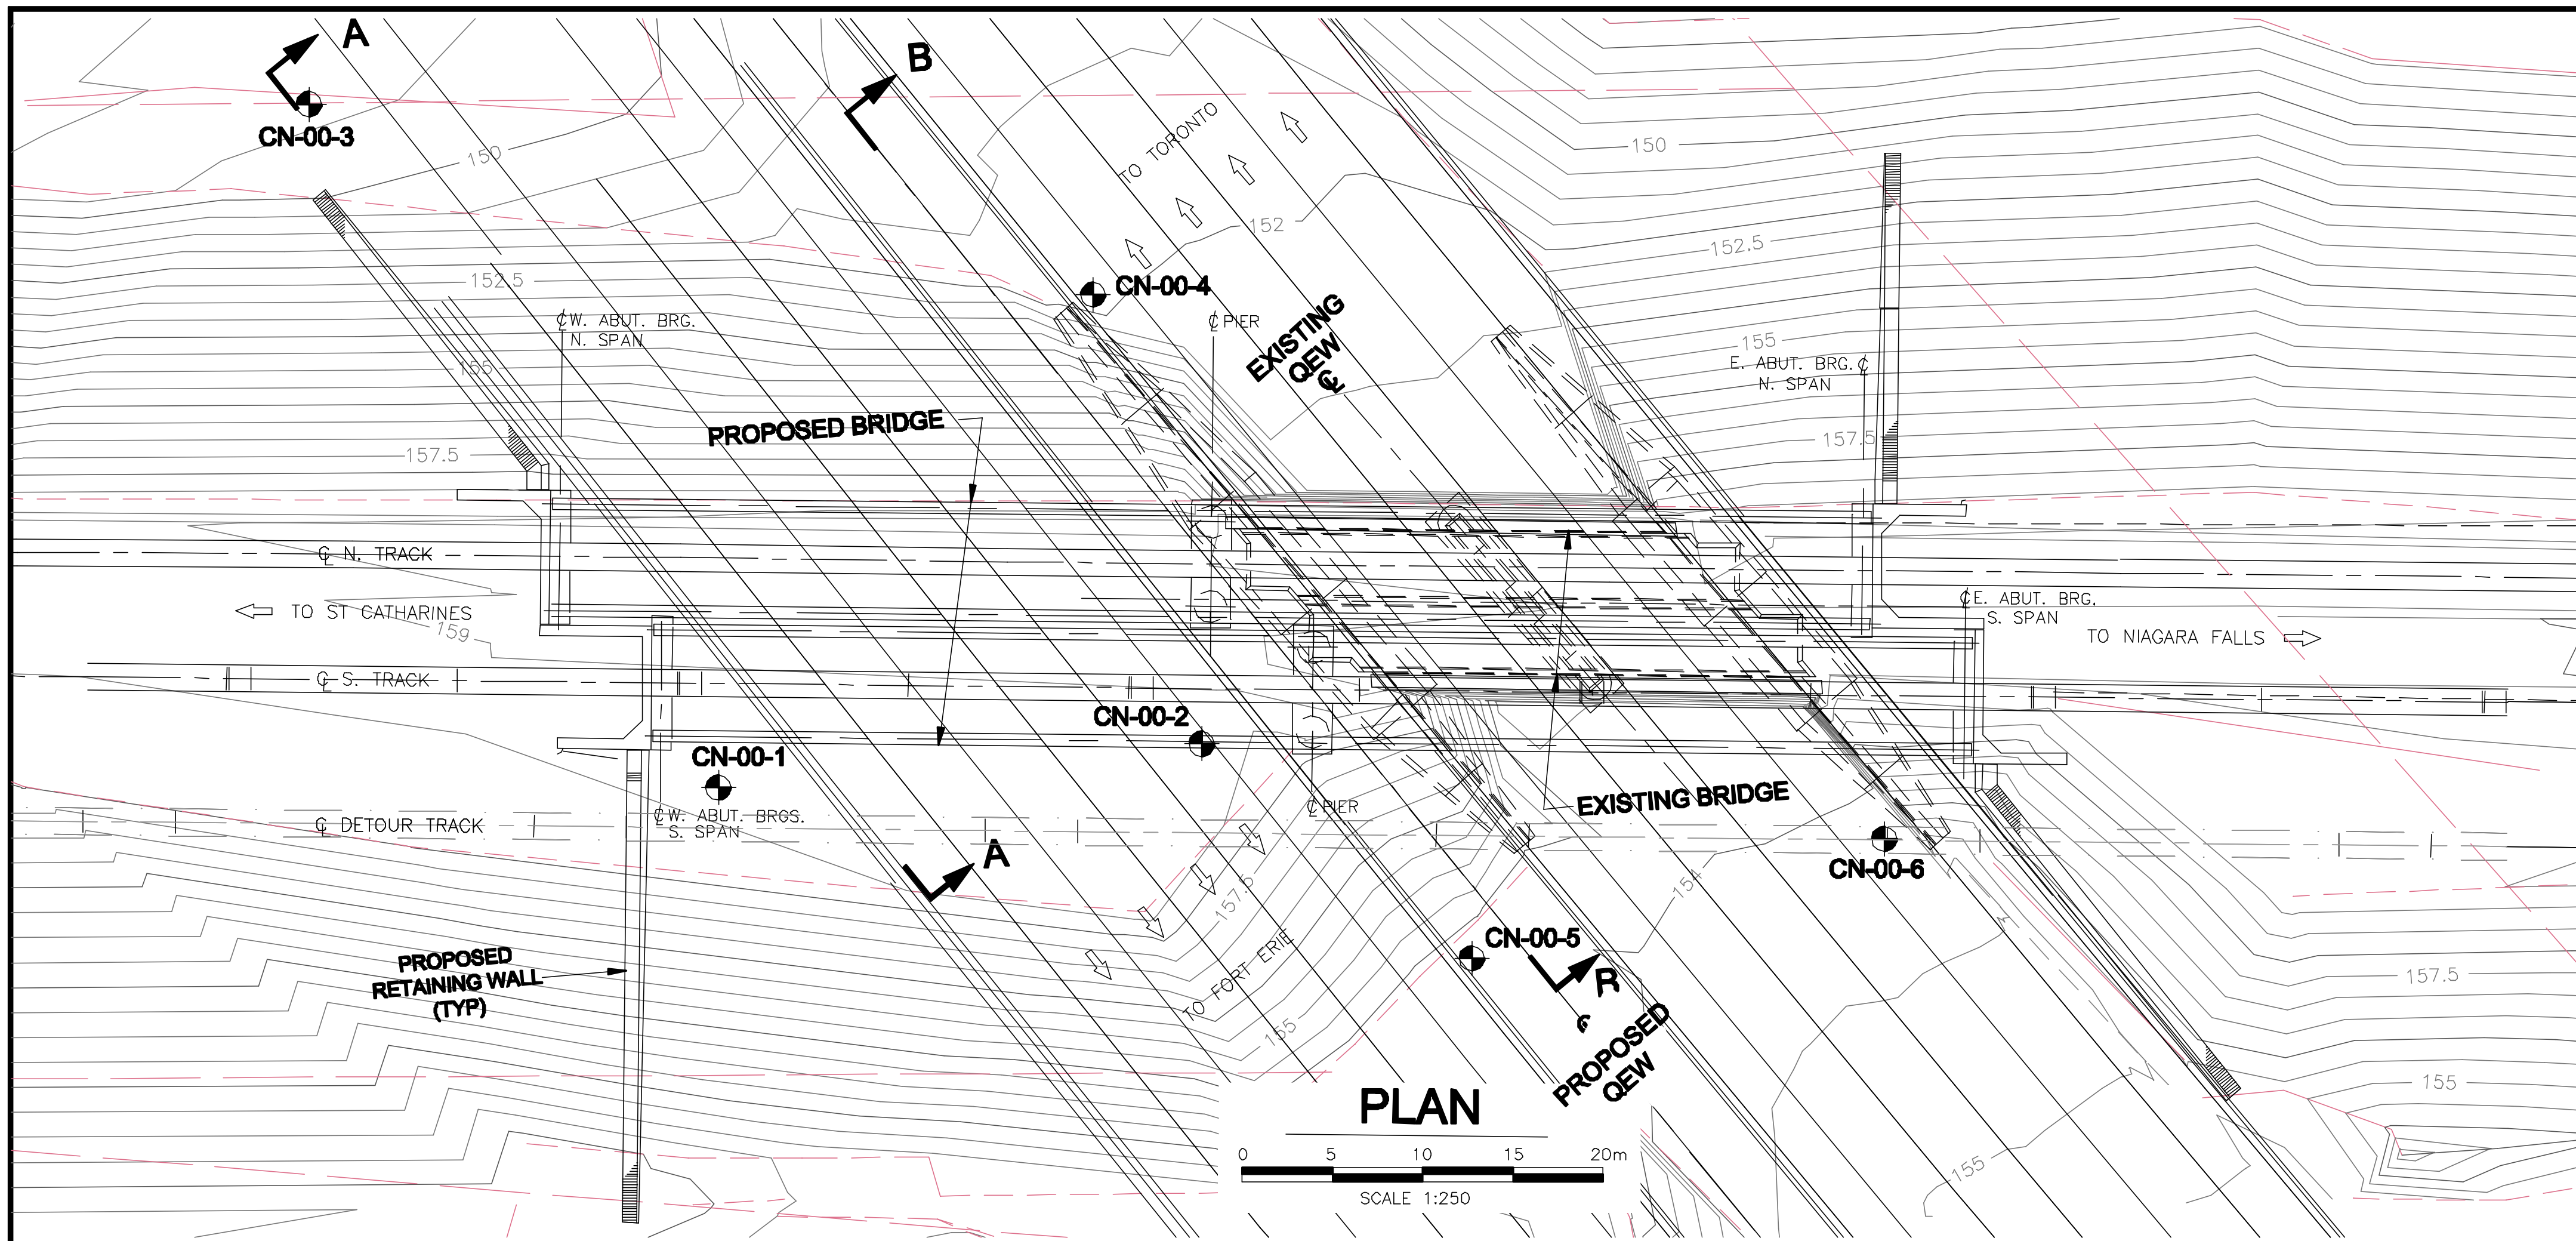 A
B
CN-00-3
150
TO TORONTO
150
152
152.5
152.5
CN-00-4
℄ W. ABUT. BRG.
N. SPAN
℄ PIER
EXISTING
QEW
℄
155
E. ABUT. BRG. ℄
N. SPAN
155
PROPOSED BRIDGE
157.5
157.5
℄ N. TRACK
TO ST CATHARINES
159
℄ E. ABUT. BRG.
S. SPAN
TO NIAGARA FALLS
℄ S. TRACK
CN-00-2
CN-00-1
℄ W. ABUT. BRGS.
S. SPAN
℄ PIER
EXISTING BRIDGE
℄ DETOUR TRACK
A
CN-00-6
154
157.5
CN-00-5
PROPOSED
RETAINING WALL
(TYP)
TO FORT ERIE
155
157.5
PROPOSED
QEW
155
155
PLAN
0 5 10 15 20m
SCALE 1:250